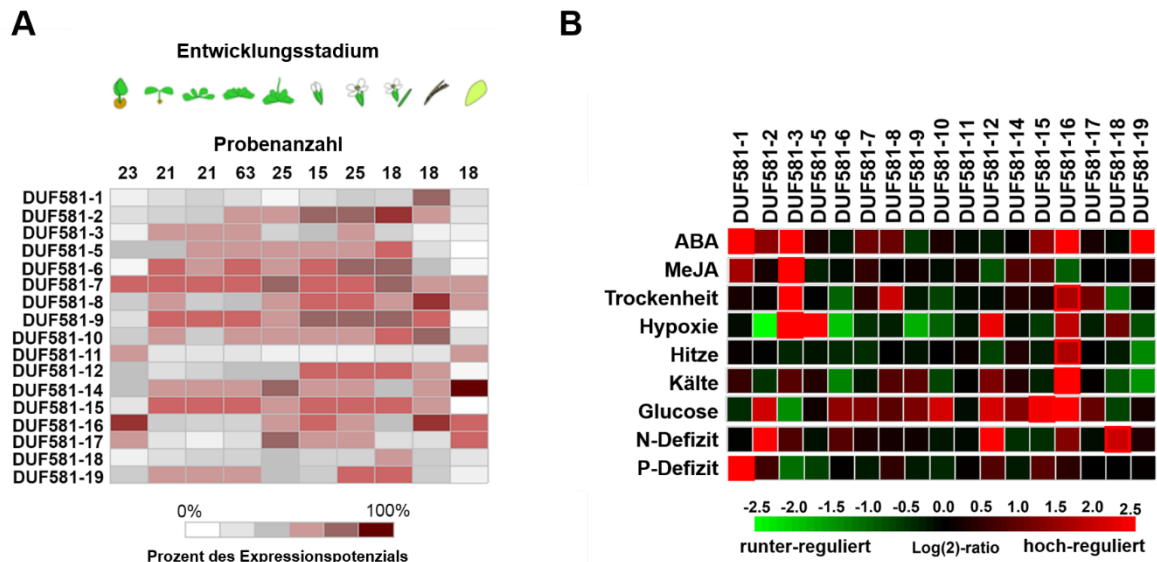 A
Entwicklungsstadium
Probenanzahl
23 21 21 63 25 15 25 18 18 18
DUF581-1
DUF581-2
DUF581-3
DUF581-5
DUF581-6
DUF581-7
DUF581-8
DUF581-9
DUF581-10
DUF581-11
DUF581-12
DUF581-14
DUF581-15
DUF581-16
DUF581-17
DUF581-18
DUF581-19
0% 100%
Prozent des Expressionspotenzials
B
DUF581-1
DUF581-2
DUF581-3
DUF581-5
DUF581-6
DUF581-7
DUF581-8
DUF581-9
DUF581-10
DUF581-11
DUF581-12
DUF581-14
DUF581-15
DUF581-16
DUF581-17
DUF581-18
DUF581-19
ABA
MeJA
Trockenheit
Hypoxie
Hitze
Kälte
Glucose
N-Defizit
P-Defizit
-2.5 -2.0 -1.5 -1.0 -0.5 0.0 0.5 1.0 1.5 2.0 2.5
runter-reguliert Log(2)-ratio hoch-reguliert